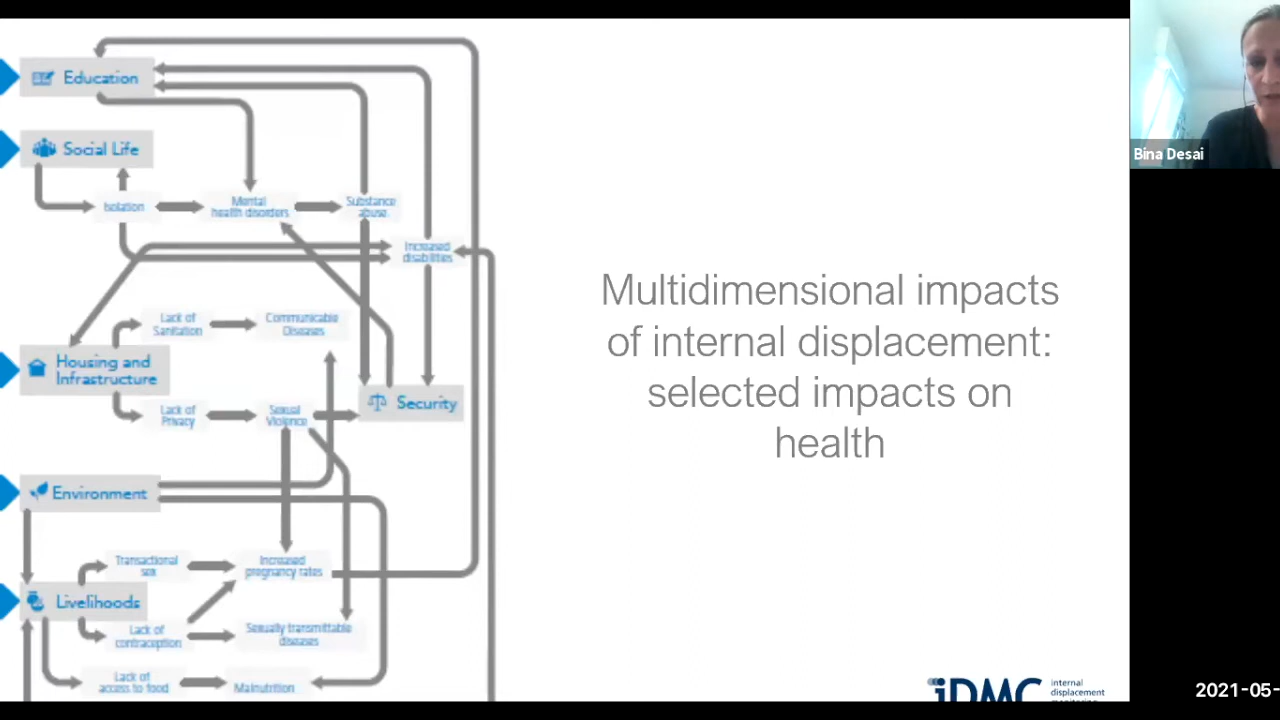 Education
Social Life
Isolation
Mental
health disorders
Substance
abuse
Increased
disabilities
Lack of
Sanitation
Communicable
Diseases
Housing and
Infrastructure
Lack of
Privacy
Sexual
Violence
Security
Environment
Transactional
sex
Increased
pregnancy rates
Livelihoods
Lack of
contraception
Sexually transmittable
diseases
Lack of
access to food
Malnutrition
Multidimensional impacts
of internal displacement:
selected impacts on
health
iDMC
internal
displacement
Bina Desai
2021-05-